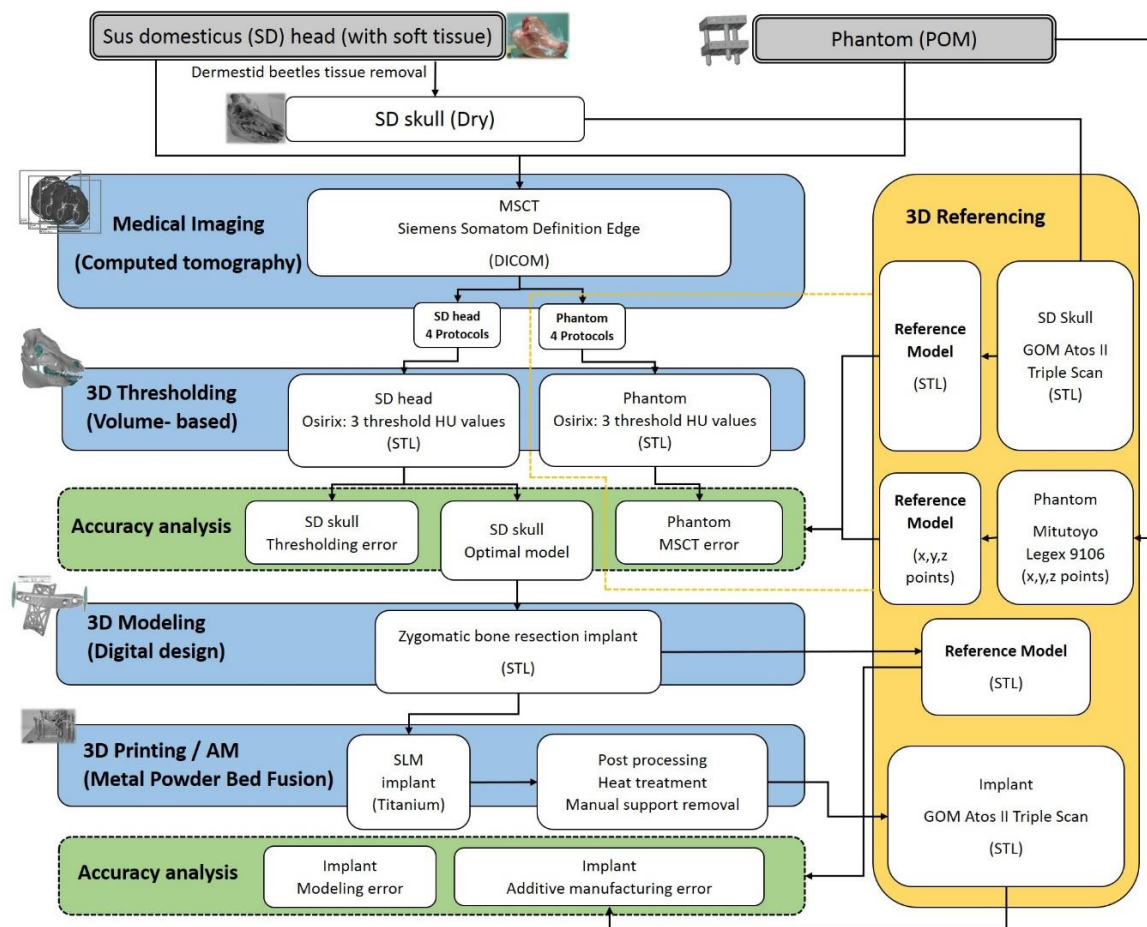 Sus domesticus (SD) head (with soft tissue)
Phantom (POM)
Dermestid beetles tissue removal
SD skull (Dry)
Medical Imaging
(Computed tomography)
MSCT
Siemens Somatom Definition Edge
(DICOM)
SD head
4 Protocols
Phantom
4 Protocols
3D Thresholding
(Volume- based)
SD head
Osirix: 3 threshold HU values
(STL)
Phantom
Osirix: 3 threshold HU values
(STL)
Accuracy analysis
SD skull
Thresholding error
SD skull
Optimal model
Phantom
MSCT error
3D Modeling
(Digital design)
Zygomatic bone resection implant
(STL)
3D Printing / AM
(Metal Powder Bed Fusion)
SLM
implant
(Titanium)
Post processing
Heat treatment
Manual support removal
Accuracy analysis
Implant
Modeling error
Implant
Additive manufacturing error
3D Referencing
Reference
Model
(STL)
SD Skull
GOM Atos II
Triple Scan
(STL)
Reference
Model
(x,y,z
points)
Phantom
Mitutoyo
Legex 9106
(x,y,z points)
Reference Model
(STL)
Implant
GOM Atos II Triple Scan
(STL)